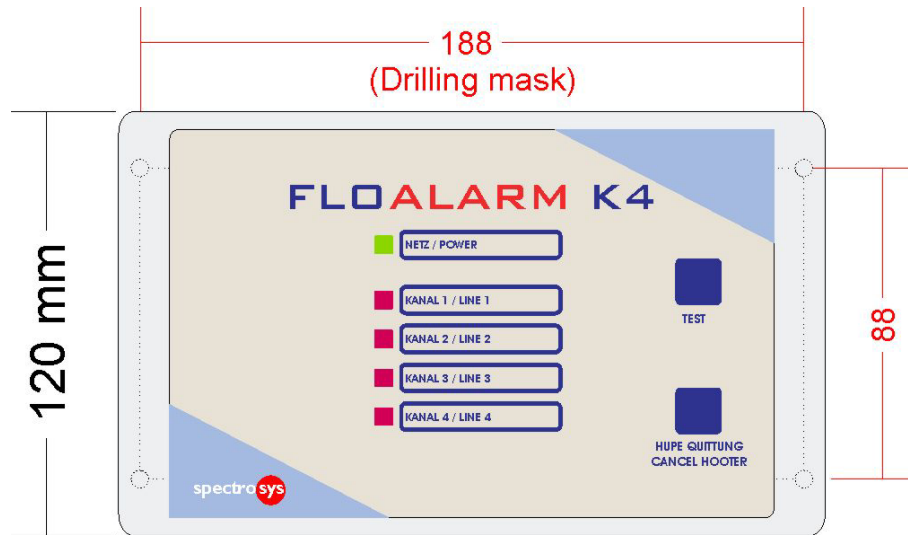 188
(Drilling mask)
120 mm
FLOALARM K4
NETZ / POWER
KANAL 1 / LINE 1
KANAL 2 / LINE 2
KANAL 3 / LINE 3
KANAL 4 / LINE 4
TEST
88
HUPE QUITTUNG
CANCEL HOOTER
spectrosys